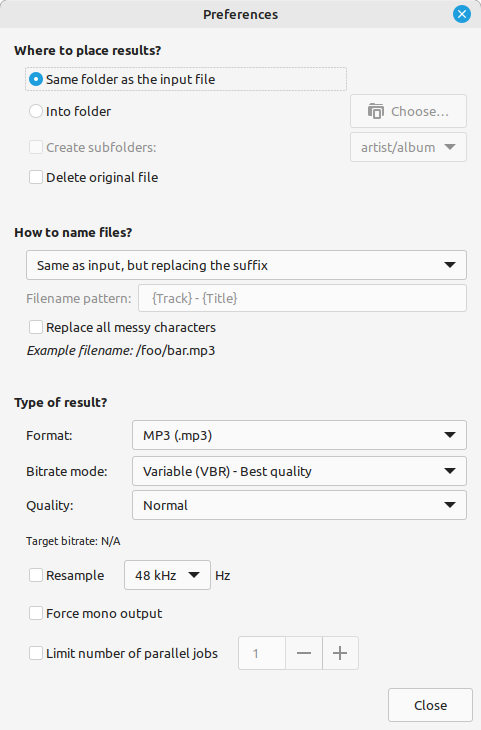 Preferences
Where to place results?
Same folder as the input file
Into folder
Choose...
Create subfolders:
artist/album
Delete original file
How to name files?
Same as input, but replacing the suffix
Filename pattern:
{Track} - {Title}
Replace all messy characters
Example filename: /foo/bar.mp3
Type of result?
Format:
MP3 (.mp3)
Bitrate mode:
Variable (VBR) - Best quality
Quality:
Normal
Target bitrate: N/A
Resample
48 kHz
Hz
Force mono output
Limit number of parallel jobs
1
Close